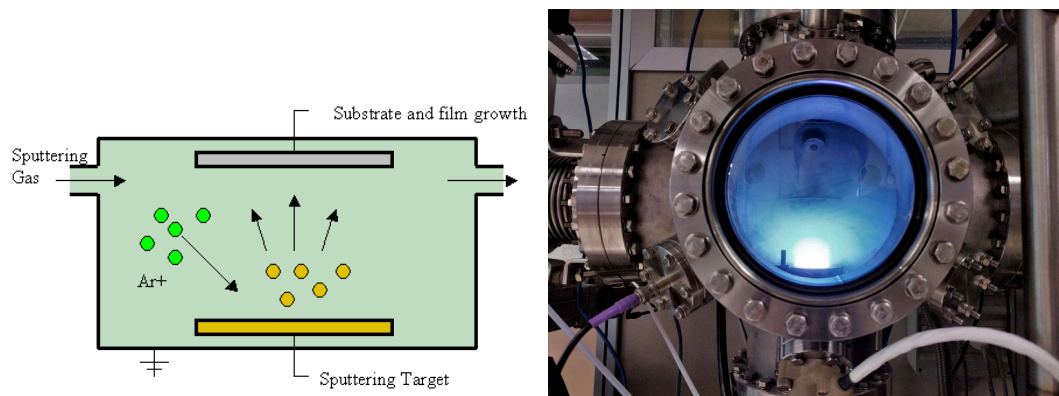 Substrate and film growth
Sputtering
Gas
Ar+
Sputtering Target